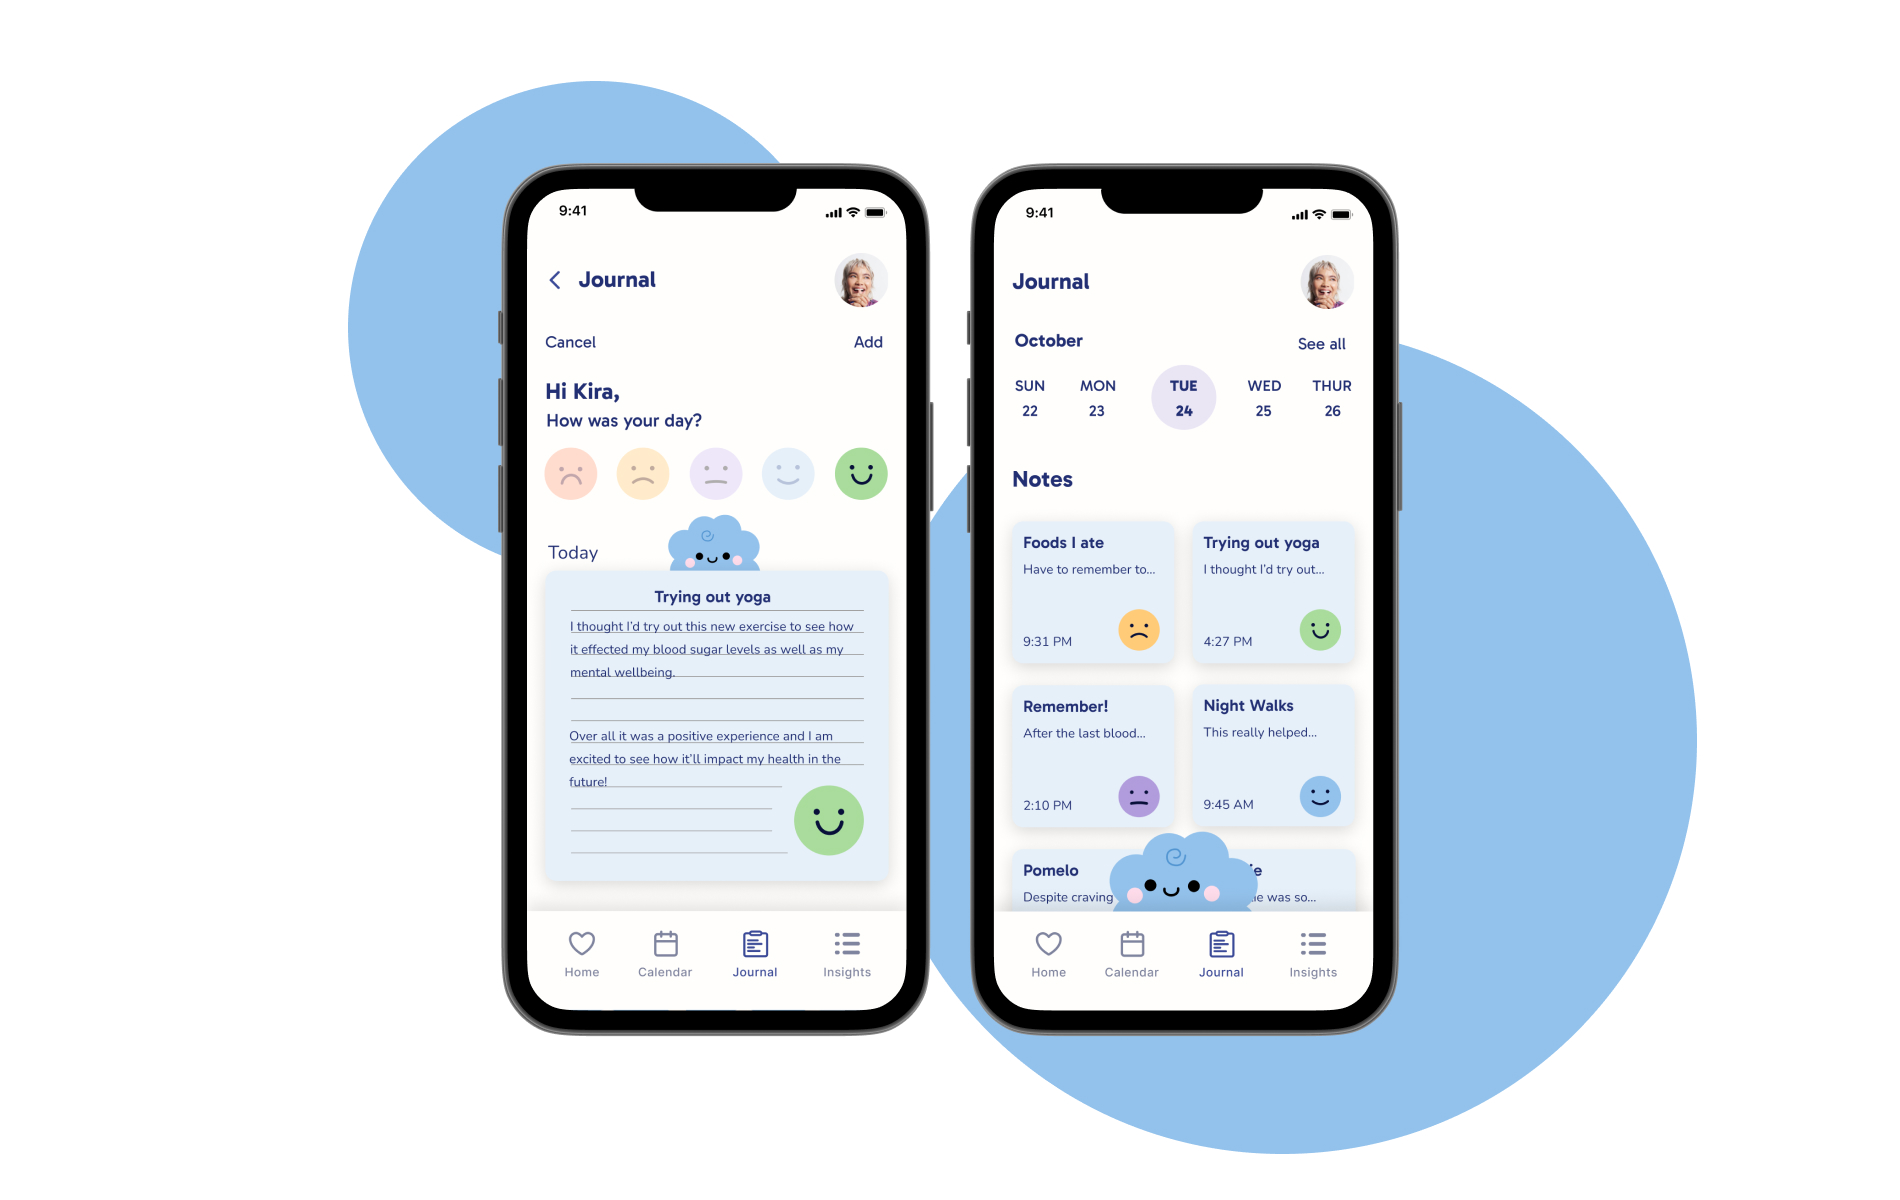 9:41
Journal
Cancel
Add
Hi Kira,
How was your day?
Today
Trying out yoga
I thought I'd try out this new exercise to see how
it effected my blood sugar levels as well as my
mental wellbeing.
Over all it was a positive experience and I am
excited to see how it'll impact my health in the
future!
Home
Calendar
Journal
Insights
9:41
Journal
October
See all
SUN
MON
TUE
WED
THUR
22
23
24
25
26
Notes
Foods I ate
Have to remember to...
9:31 PM
Trying out yoga
I thought I'd try out...
4:27 PM
Remember!
After the last blood...
2:10 PM
Night Walks
This really helped...
9:45 AM
Pomelo
Despite craving
was so...
Home
Calendar
Journal
Insights